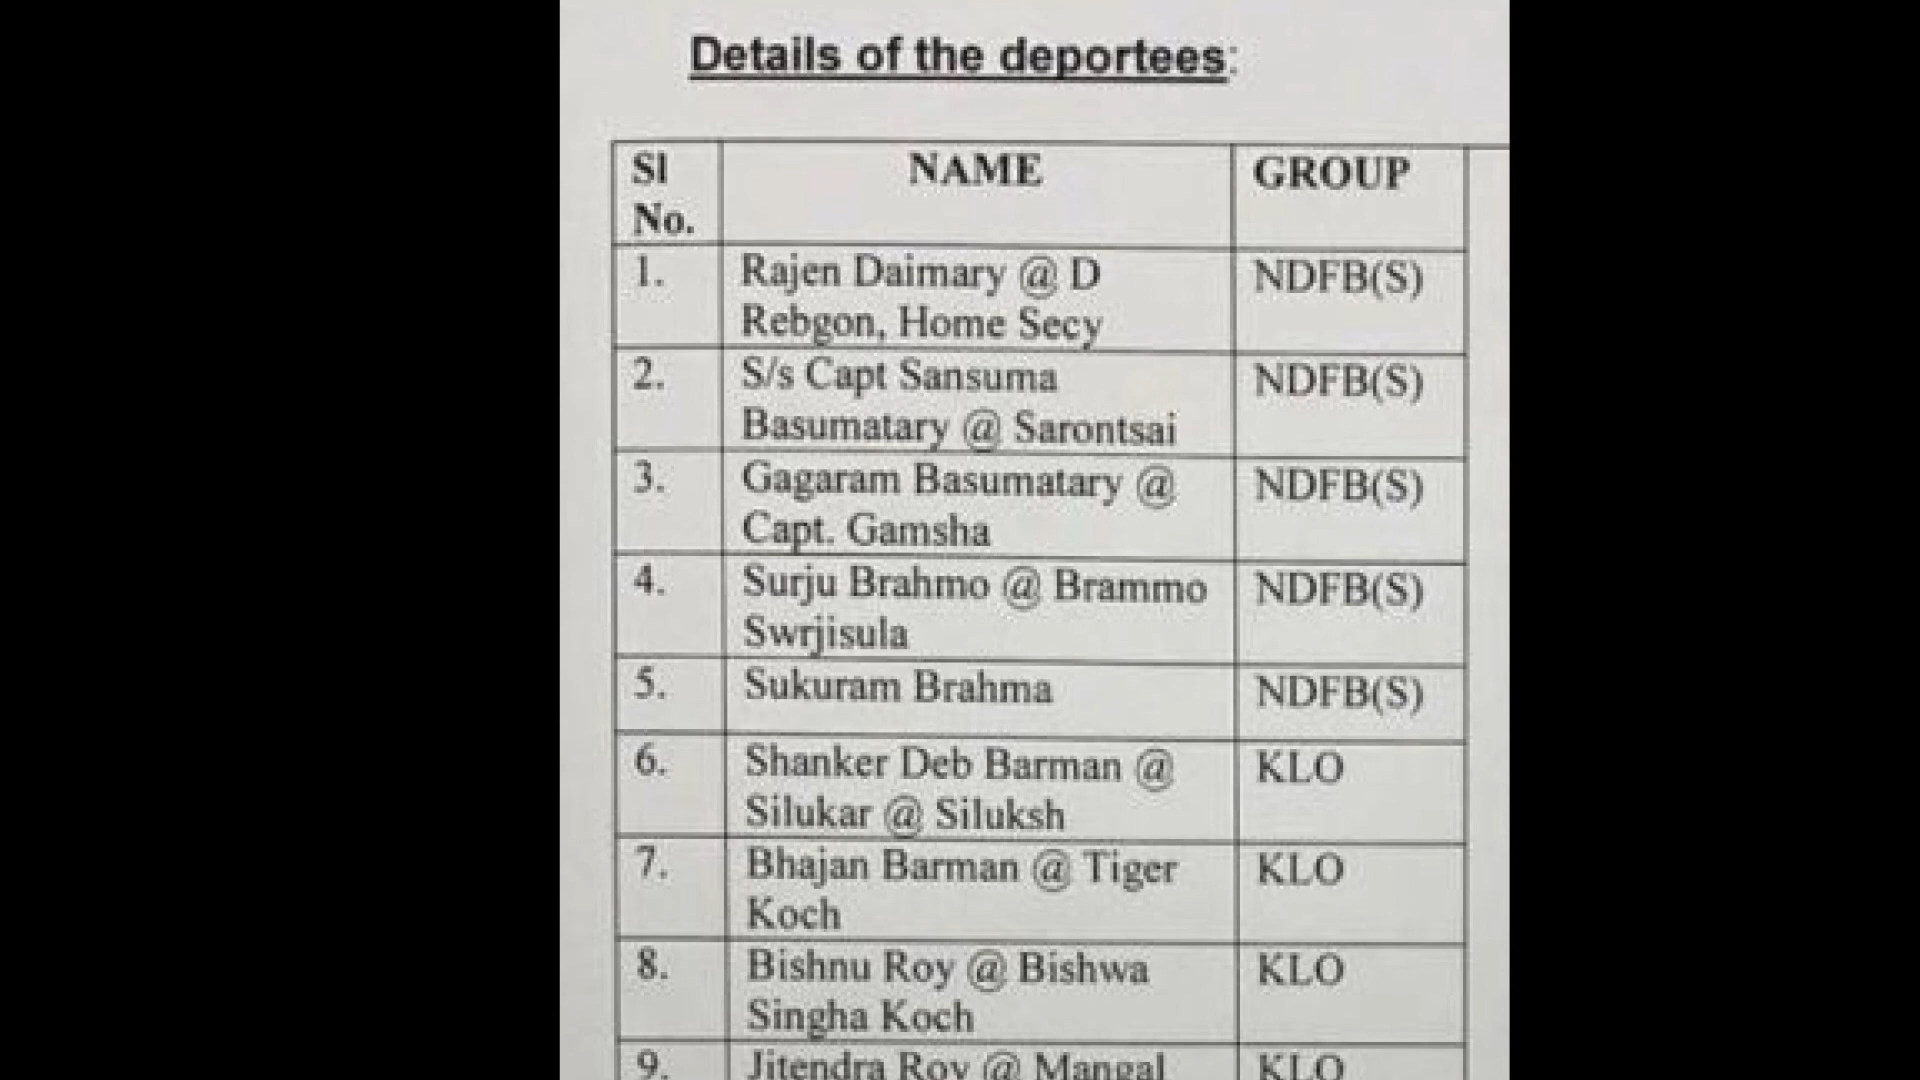 Details of the deportees:
Sl No. NAME GROUP
1. Rajen Daimary @ D NDFB(S)
Rebgon, Home Secy
2. S/s Capt Sansuma NDFB(S)
Basumatary @ Sarontsai
3. Gagaram Basumatary @ NDFB(S)
Capt. Gamsha
4. Surju Brahmo @ Brammo NDFB(S)
Swrjisula
5. Sukuram Brahma NDFB(S)
6. Shanker Deb Barman @ KLO
Silukar @ Siluksh
7. Bhajan Barman @ Tiger KLO
Koch
8. Bishnu Roy @ Bishwa KLO
Singha Koch
9. Jitendra Roy @ Mangal KLO